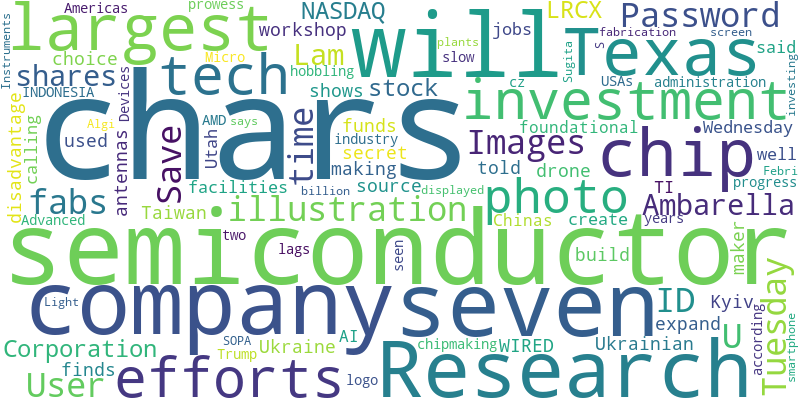 Americas prowess NASDAQ LRCX Password
largest workshop Lam jobs will Texas said
Instruments choice Micro hobbling slow plants fabrication screen
shares tech shows stock cz Sugita S USAs administration
INDONESIA Devices chars investment investing
disadvantage calling used antennas Algi says AMD Utah time funds industry secret foundational Images chip Wednesday well
fabs Save facilities making source told drone TI Febri progress
Advanced Taiwan illustration billion displayed photo Chinas create years Ambarella
semiconductor two lags seen build maker Tuesday
Light company seven ID Kyiv U expand according smartphone
Corporation SOPA AI Ukraine chipmaking WIRED Ukrainian
finds Trump
User efforts logo Research